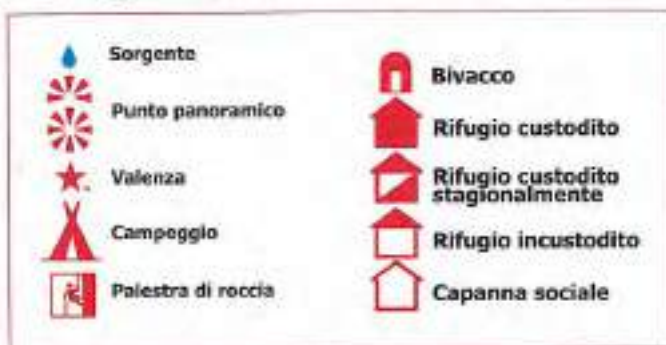 Sorgente
Punto panoramico
Valenza
Campeggio
Palestra di roccia
Bivacco
Rifugio custodito
Rifugio custodito
stagionalmente
Rifugio incustodito
Capanna sociale